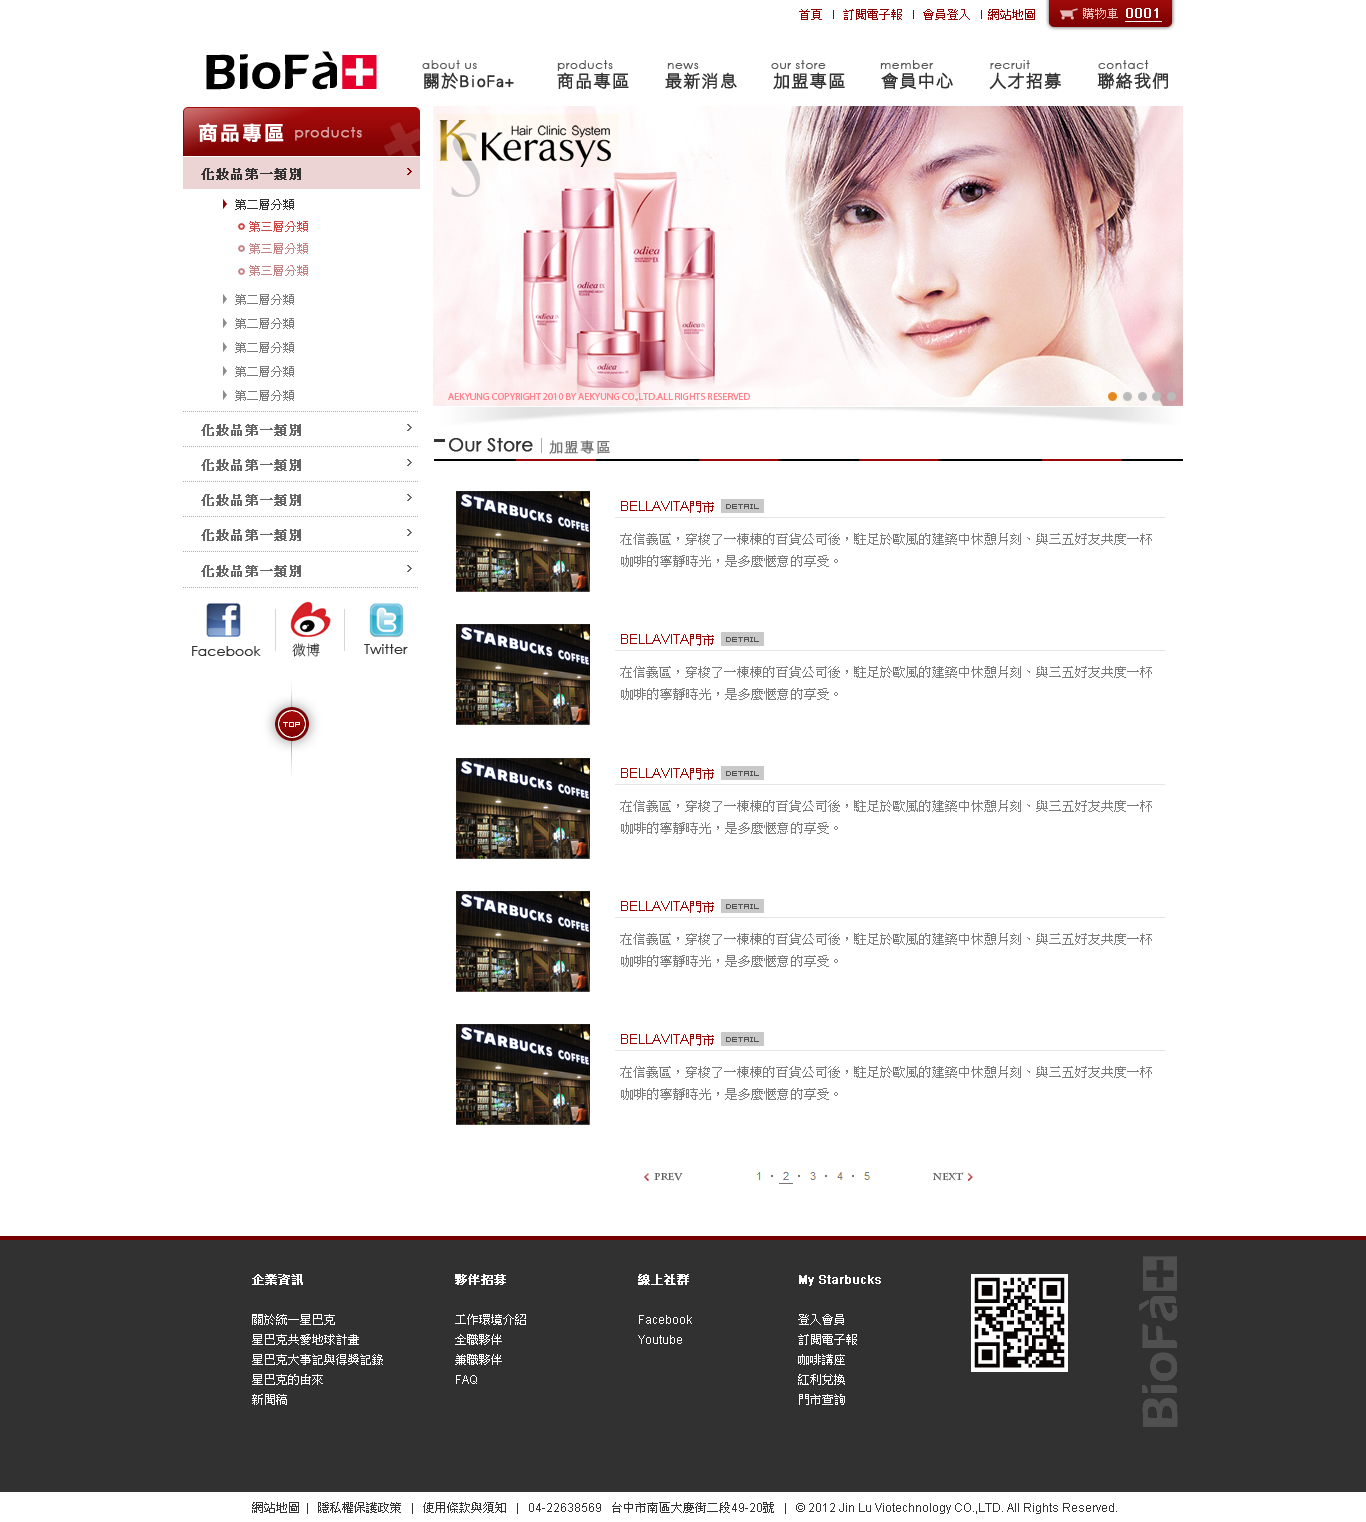 首頁 | 訂閱電子報 | 會員登入 | 網站地圖 購物車 0001
BioFà
about us products news our store member recruit contact
關於BioFa+ 商品專區 最新消息 加盟專區 會員中心 人才招募 聯絡我們
商品專區 products
化妝品第一類別
第二層分類
第三層分類
第三層分類
第三層分類
第二層分類
第二層分類
第二層分類
第二層分類
第二層分類
化妝品第一類別
化妝品第一類別
化妝品第一類別
化妝品第一類別
化妝品第一類別
Facebook 微博 Twitter
TOP
K S
Hair Clinic System
Kerasys
odiea
odiea
odiea
odiea
odiea
AEKYUNG COPYRIGHT 2010 BY AEKYUNG CO.,LTD.ALL RIGHTS RESERVED
Our Store 加盟專區
STARBUCKS COFFEE
BELLAVITA門市 DETAIL
在信義區，穿梭了一棟棟的百貨公司後，駐足於歐風的建築中休憩片刻、與三五好友共度一杯
咖啡的寧靜時光，是多麼愜意的享受。
STARBUCKS COFFEE
BELLAVITA門市 DETAIL
在信義區，穿梭了一棟棟的百貨公司後，駐足於歐風的建築中休憩片刻、與三五好友共度一杯
咖啡的寧靜時光，是多麼愜意的享受。
STARBUCKS COFFEE
BELLAVITA門市 DETAIL
在信義區，穿梭了一棟棟的百貨公司後，駐足於歐風的建築中休憩片刻、與三五好友共度一杯
咖啡的寧靜時光，是多麼愜意的享受。
STARBUCKS COFFEE
BELLAVITA門市 DETAIL
在信義區，穿梭了一棟棟的百貨公司後，駐足於歐風的建築中休憩片刻、與三五好友共度一杯
咖啡的寧靜時光，是多麼愜意的享受。
STARBUCKS COFFEE
BELLAVITA門市 DETAIL
在信義區，穿梭了一棟棟的百貨公司後，駐足於歐風的建築中休憩片刻、與三五好友共度一杯
咖啡的寧靜時光，是多麼愜意的享受。
PREV 1 · 2 · 3 · 4 · 5 NEXT
企業資訊
關於統一星巴克
星巴克共愛地球計畫
星巴克大事記與得獎記錄
星巴克的由來
新聞稿
夥伴招募
工作環境介紹
全職夥伴
兼職夥伴
FAQ
線上社群
Facebook
Youtube
My Starbucks
登入會員
訂閱電子報
咖啡講座
紅利兌換
門市查詢
BioFà
網站地圖 | 隱私權保護政策 | 使用條款與須知 | 04-22638569 台中市南區大慶街二段49-20號 | © 2012 Jin Lu Viotechnology CO.,LTD. All Rights Reserved.